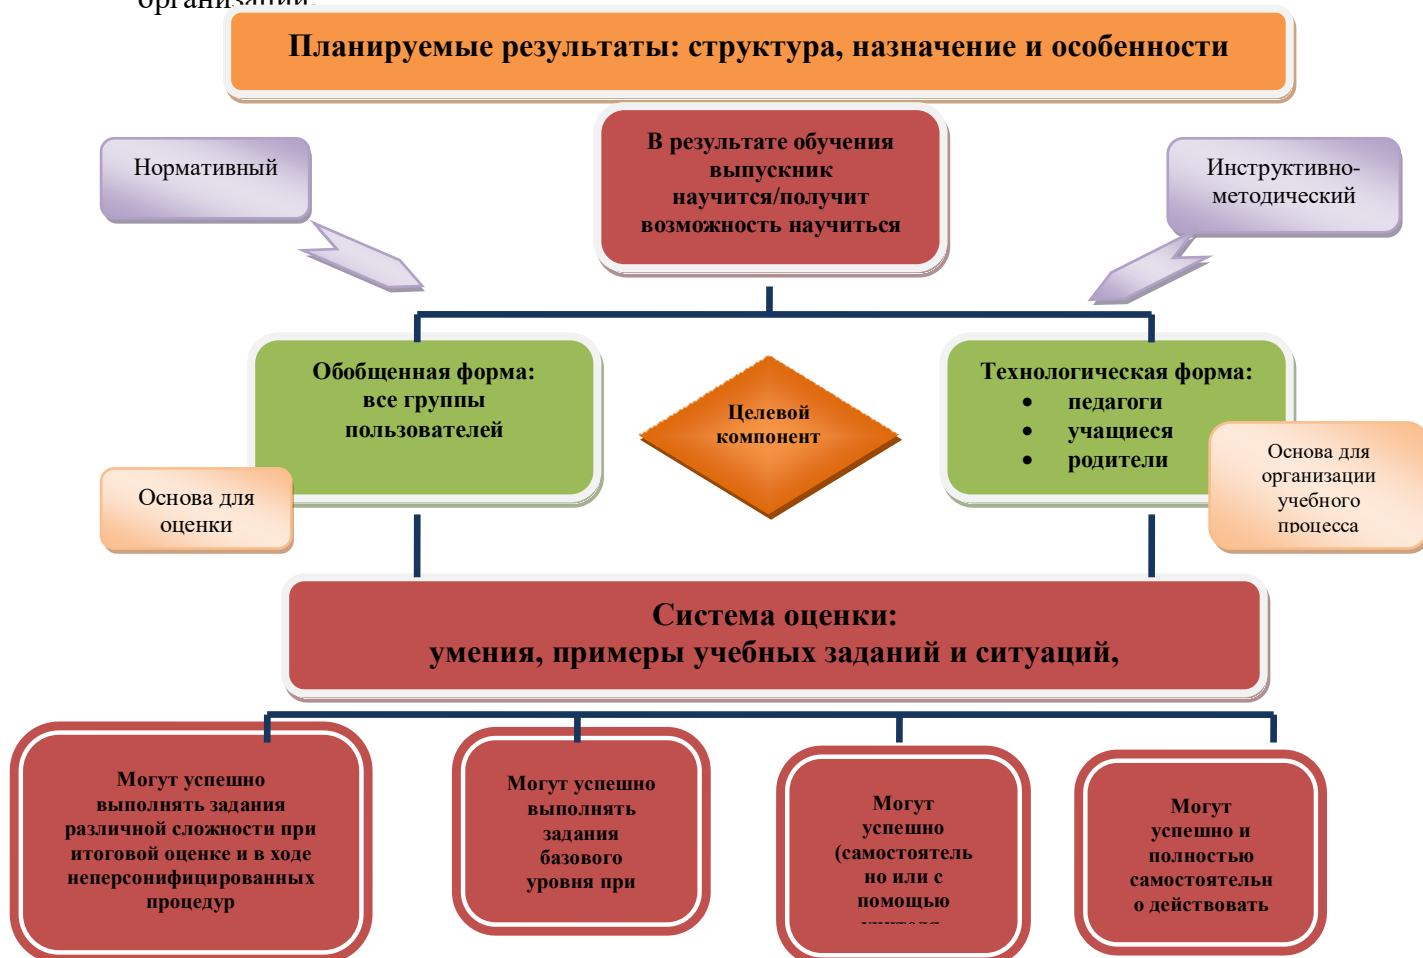 Планируемые результаты: структура, назначение и особенности
В результате обучения
выпускник
научится/получит
возможность научиться
Нормативный
Инструктивно-
методический
Обобщенная форма:
все группы
пользователей
Целевой
компонент
Технологическая форма:
• педагоги
• учащиеся
• родители
Основа для
оценки
Основа для
организации
учебного
процесса
Система оценки:
умения, примеры учебных заданий и ситуаций,
Могут успешно
выполнять задания
различной сложности при
итоговой оценке и в ходе
неперсонифицированных
процедур
Могут успешно
выполнять
задания
базового
уровня при
Могут
успешно
(самостоятель
но или с
помощью
Могут
успешно и
полностью
самостоятельн
о действовать